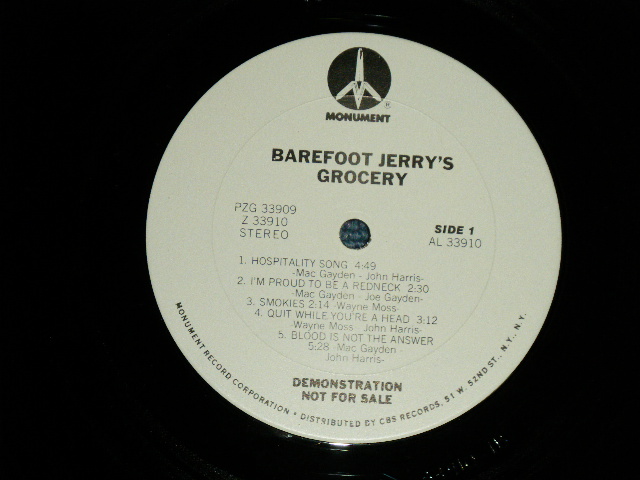 ®
MONUMENT
BAREFOOT JERRY'S
GROCERY
PZG 33909
Z 33910
STEREO
SIDE 1
AL 33910
1. HOSPITALITY SONG 4:49
-Mac Gayden - John Harris-
2. I'M PROUD TO BE A REDNECK 2:30
-Mac Gayden - Joe Gayden-
3. SMOKIES 2:14 -Wayne Moss-
4. QUIT WHILE YOU'RE A HEAD 3:12
-Wayne Moss - John Harris-
5. BLOOD IS NOT THE ANSWER
5:28 -Mac Gayden -
John Harris-
DEMONSTRATION
NOT FOR SALE
MONUMENT RECORD CORPORATION * DISTRIBUTED BY CBS RECORDS, 51 W. 52ND ST., N.Y., N.Y.